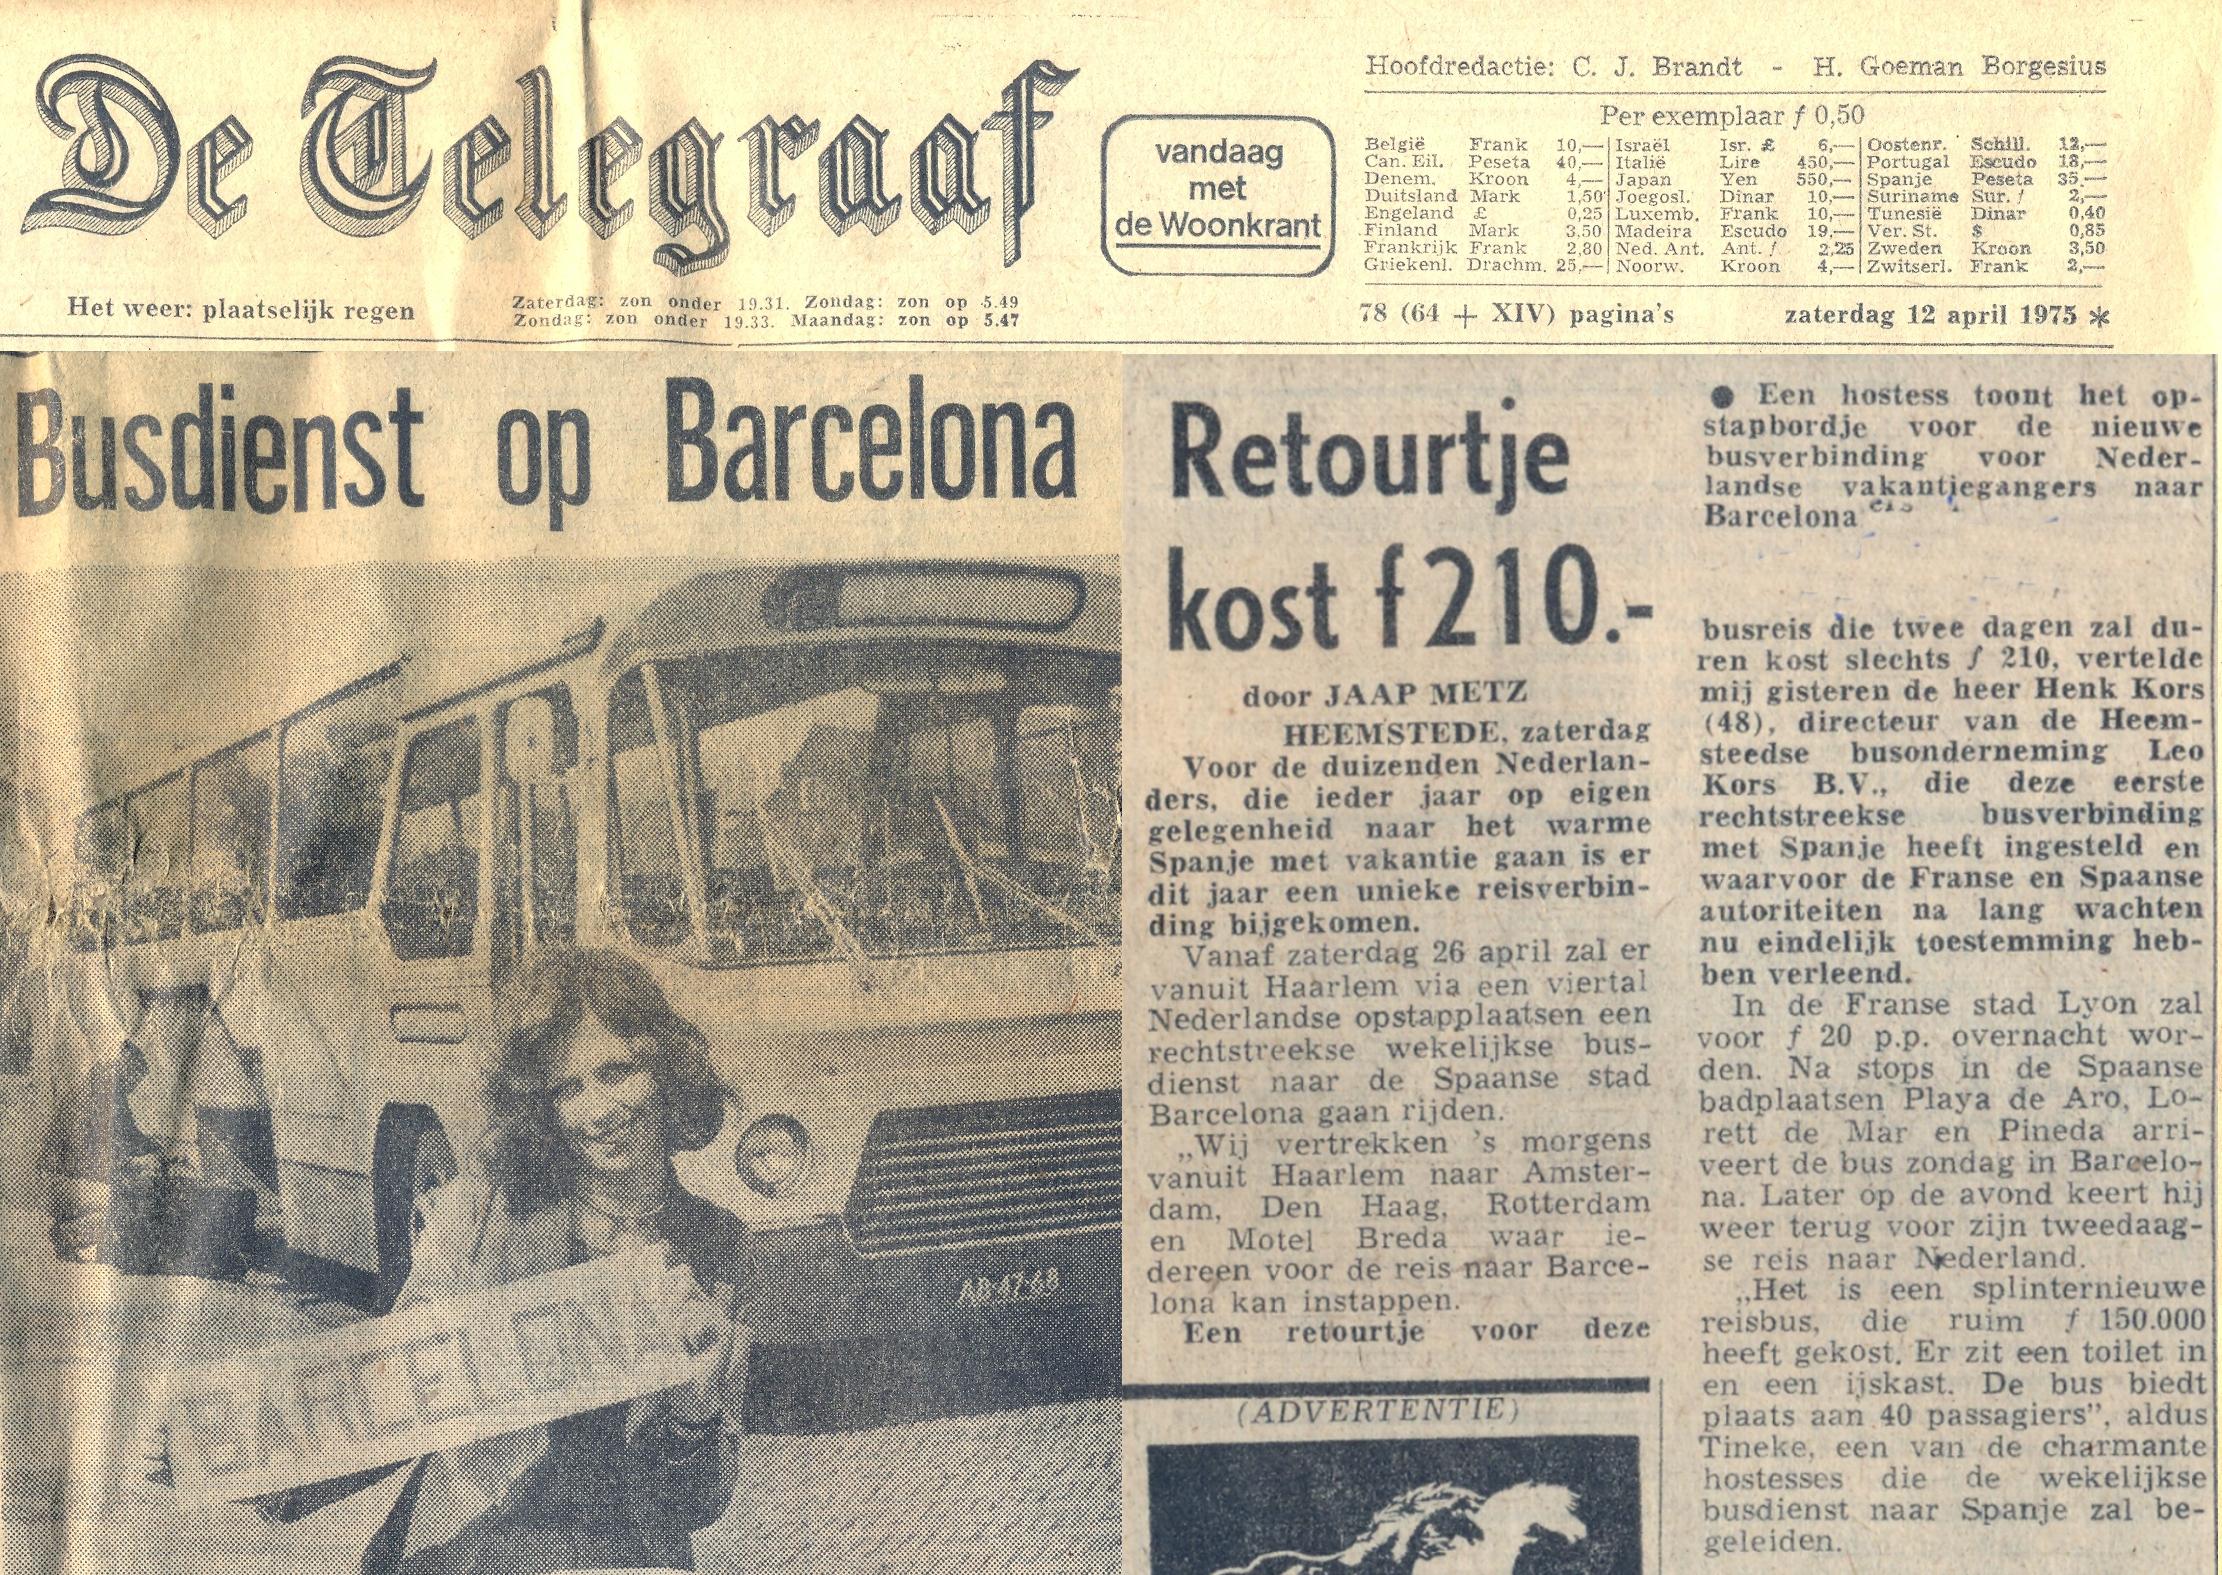 De Telegraaf
vandaag
met
de Woonkrant
Hoofdredactie: C. J. Brandt - H. Goeman Borgesius
Per exemplaar ƒ 0,50
België Frank 10,— Israël Isr. £ 6,— Oostenr. Schill. 12,—
Can. Eil. Peseta 40,— Italië Lire 450,— Portugal Escudo 18,—
Denem. Kroon 4,— Japan Yen 550,— Spanje Peseta 35,—
Duitsland Mark 1,50 Joegosl. Dinar 10,— Suriname Sur. ƒ 2,—
Engeland £ 0,25 Luxemb. Frank 10,— Tunesië Dinar 0,40
Finland Mark 3,50 Madeira Escudo 19,— Ver. St. $ 0,85
Frankrijk Frank 2,80 Ned. Ant. Ant. ƒ 2,25 Zweden Kroon 3,50
Griekenl. Drachm. 25,— Noorw. Kroon 4,— Zwitserl. Frank 2,—
Het weer: plaatselijk regen
Zaterdag: zon onder 19.31. Zondag: zon op 5.49
Zondag: zon onder 19.33. Maandag: zon op 5.47
78 (64 + XIV) pagina's zaterdag 12 april 1975 *
Busdienst op Barcelona
AB-47-68
BARCELONA
Retourtje
kost f 210.-
door JAAP METZ
HEEMSTEDE, zaterdag
Voor de duizenden Nederlan-
ders, die ieder jaar op eigen
gelegenheid naar het warme
Spanje met vakantie gaan is er
dit jaar een unieke reisverbin-
ding bijgekomen.
Vanaf zaterdag 26 april zal er
vanuit Haarlem via een viertal
Nederlandse opstapplaatsen een
rechtstreekse wekelijkse bus-
dienst naar de Spaanse stad
Barcelona gaan rijden.
„Wij vertrekken 's morgens
vanuit Haarlem naar Amster-
dam, Den Haag, Rotterdam
en Motel Breda waar ie-
dereen voor de reis naar Barce-
lona kan instappen.
Een retourtje voor deze
(ADVERTENTIE)
● Een hostess toont het op-
stapbordje voor de nieuwe
busverbinding voor Neder-
landse vakantiegangers naar
Barcelona
busreis die twee dagen zal du-
ren kost slechts ƒ 210, vertelde
mij gisteren de heer Henk Kors
(48), directeur van de Heem-
steedse busonderneming Leo
Kors B.V., die deze eerste
rechtstreekse busverbinding
met Spanje heeft ingesteld en
waarvoor de Franse en Spaanse
autoriteiten na lang wachten
nu eindelijk toestemming heb-
ben verleend.
In de Franse stad Lyon zal
voor ƒ 20 p.p. overnacht wor-
den. Na stops in de Spaanse
badplaatsen Playa de Aro, Lo-
rett de Mar en Pineda arri-
veert de bus zondag in Barcelo-
na. Later op de avond keert hij
weer terug voor zijn tweedaag-
se reis naar Nederland.
„Het is een splinternieuwe
reisbus, die ruim ƒ 150.000
heeft gekost. Er zit een toilet in
en een ijskast. De bus biedt
plaats aan 40 passagiers”, aldus
Tineke, een van de charmante
hostesses die de wekelijkse
busdienst naar Spanje zal be-
geleiden.